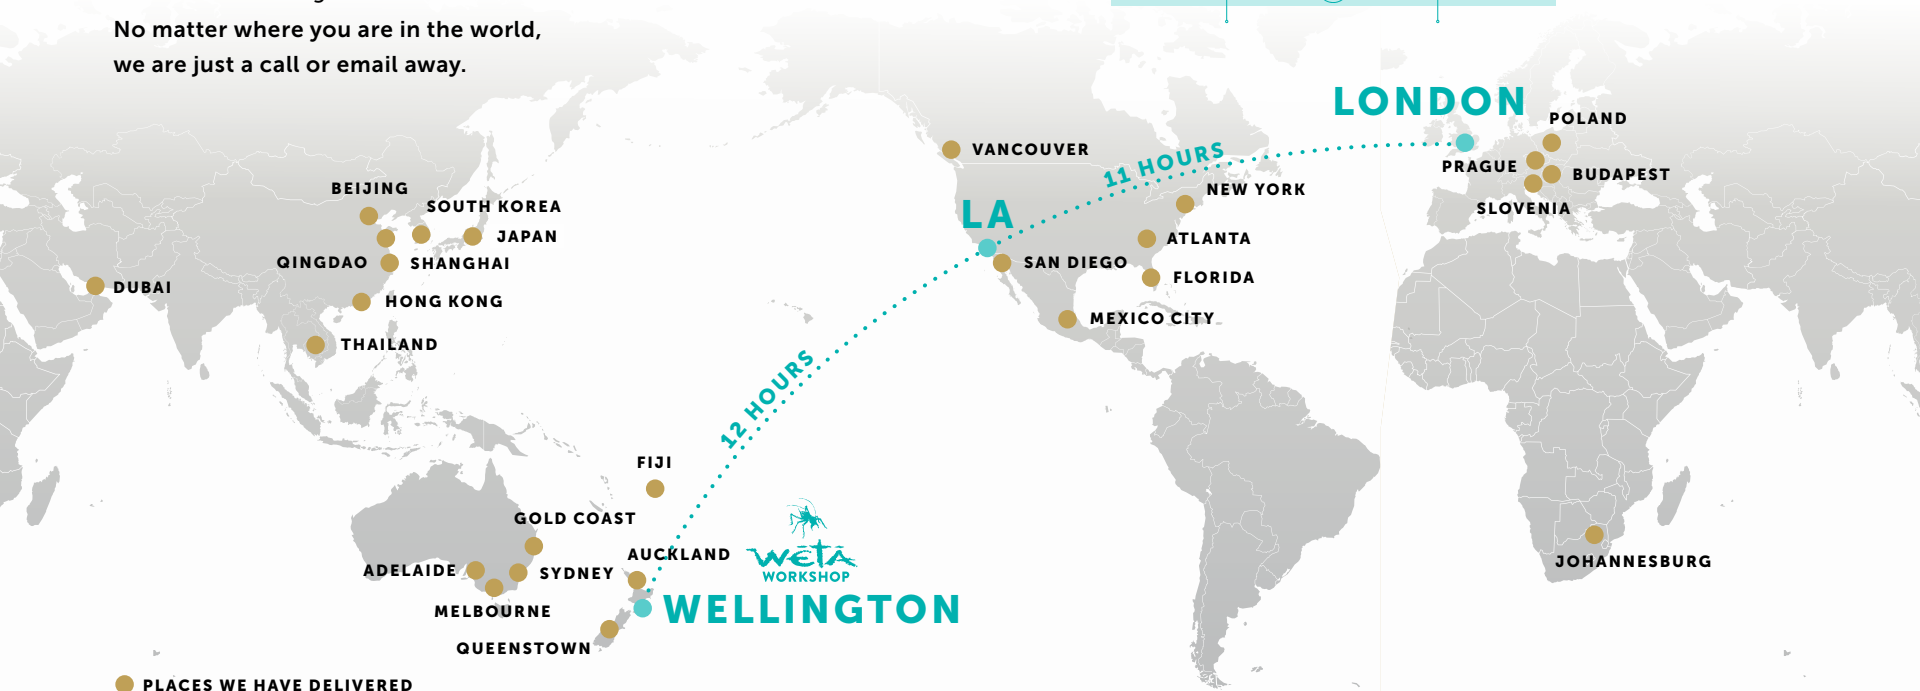 No matter where you are in the world,
we are just a call or email away.
LONDON
POLAND
PRAGUE
BUDAPEST
SLOVENIA
VANCOUVER
11 HOURS
NEW YORK
LA
ATLANTA
SAN DIEGO
FLORIDA
MEXICO CITY
BEIJING
SOUTH KOREA
JAPAN
QINGDAO
SHANGHAI
DUBAI
HONG KONG
THAILAND
12 HOURS
FIJI
GOLD COAST
AUCKLAND
WETA
WORKSHOP
ADELAIDE
SYDNEY
MELBOURNE
WELLINGTON
QUEENSTOWN
JOHANNESBURG
PLACES WE HAVE DELIVERED